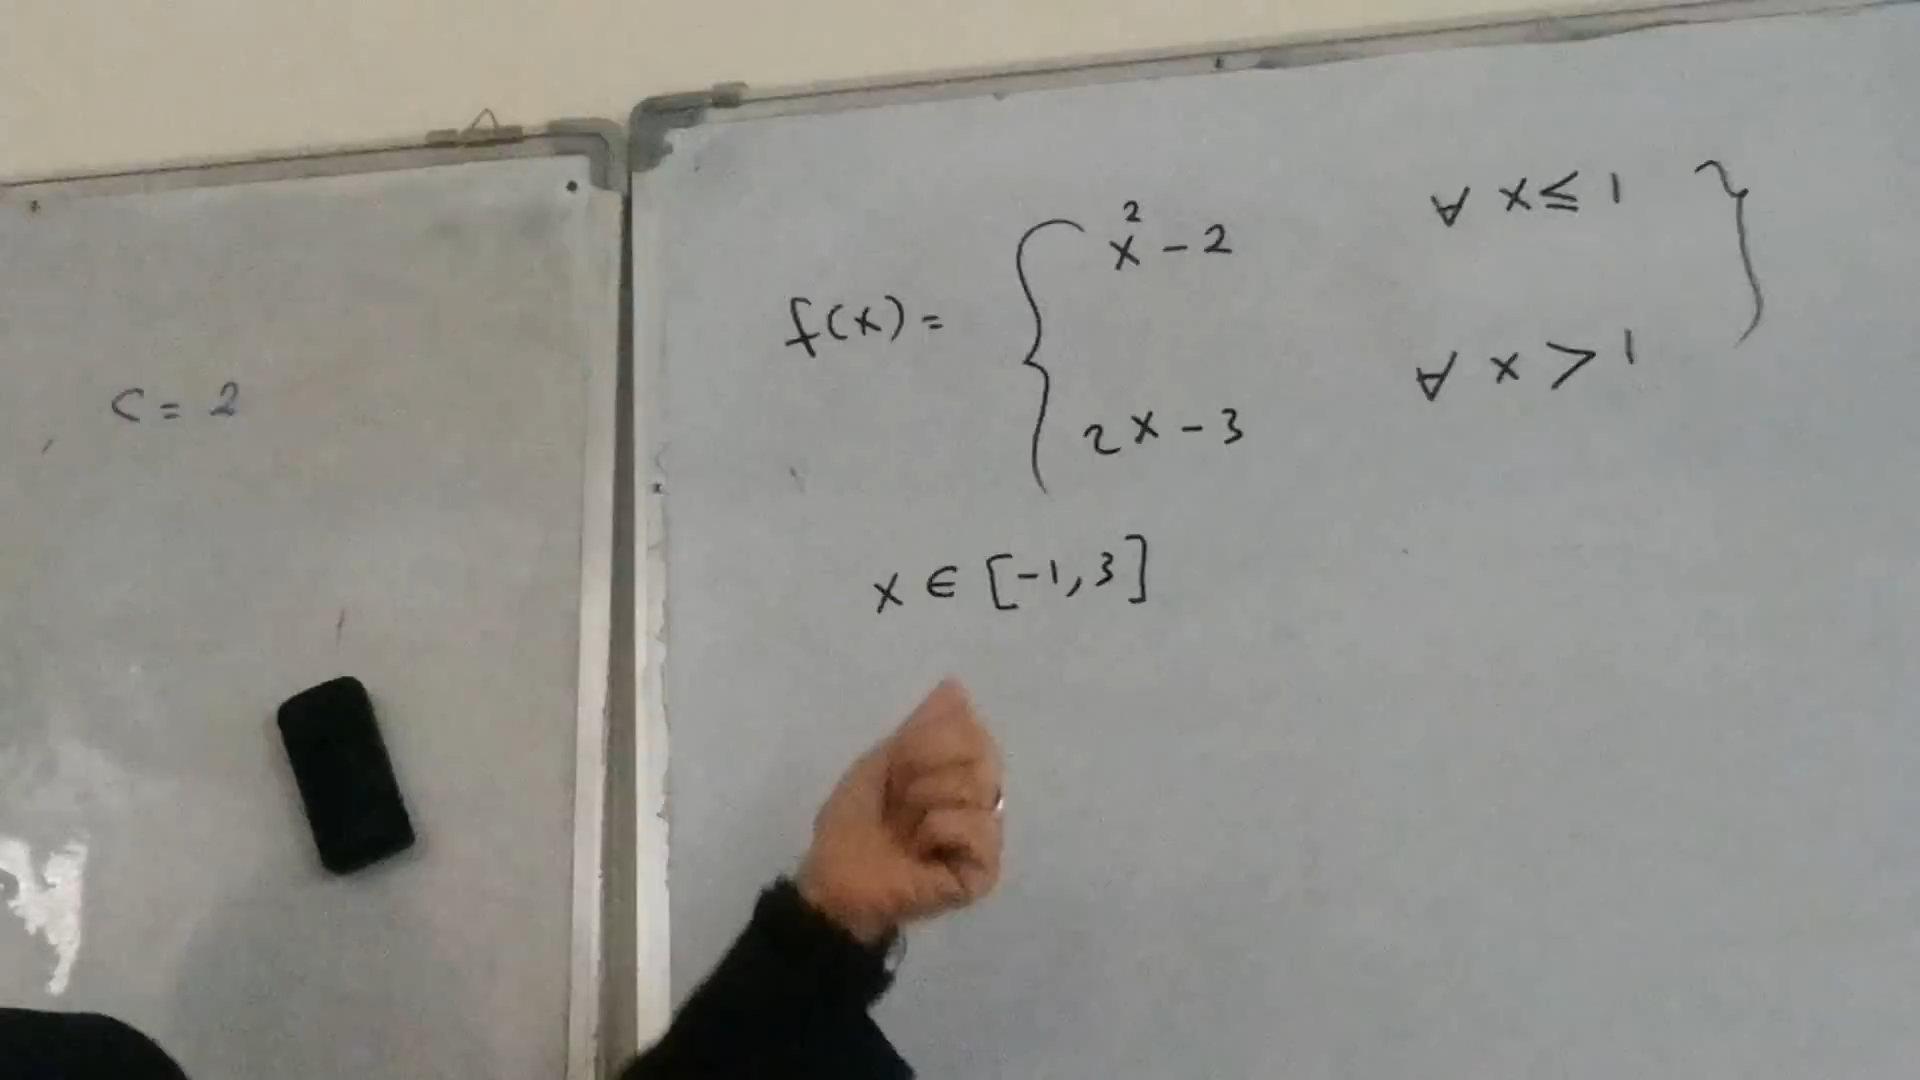 C = 2
f(x) = { x² - 2 ∀ x ≤ 1 }
2x - 3 ∀ x > 1
x ∈ [-1, 3]